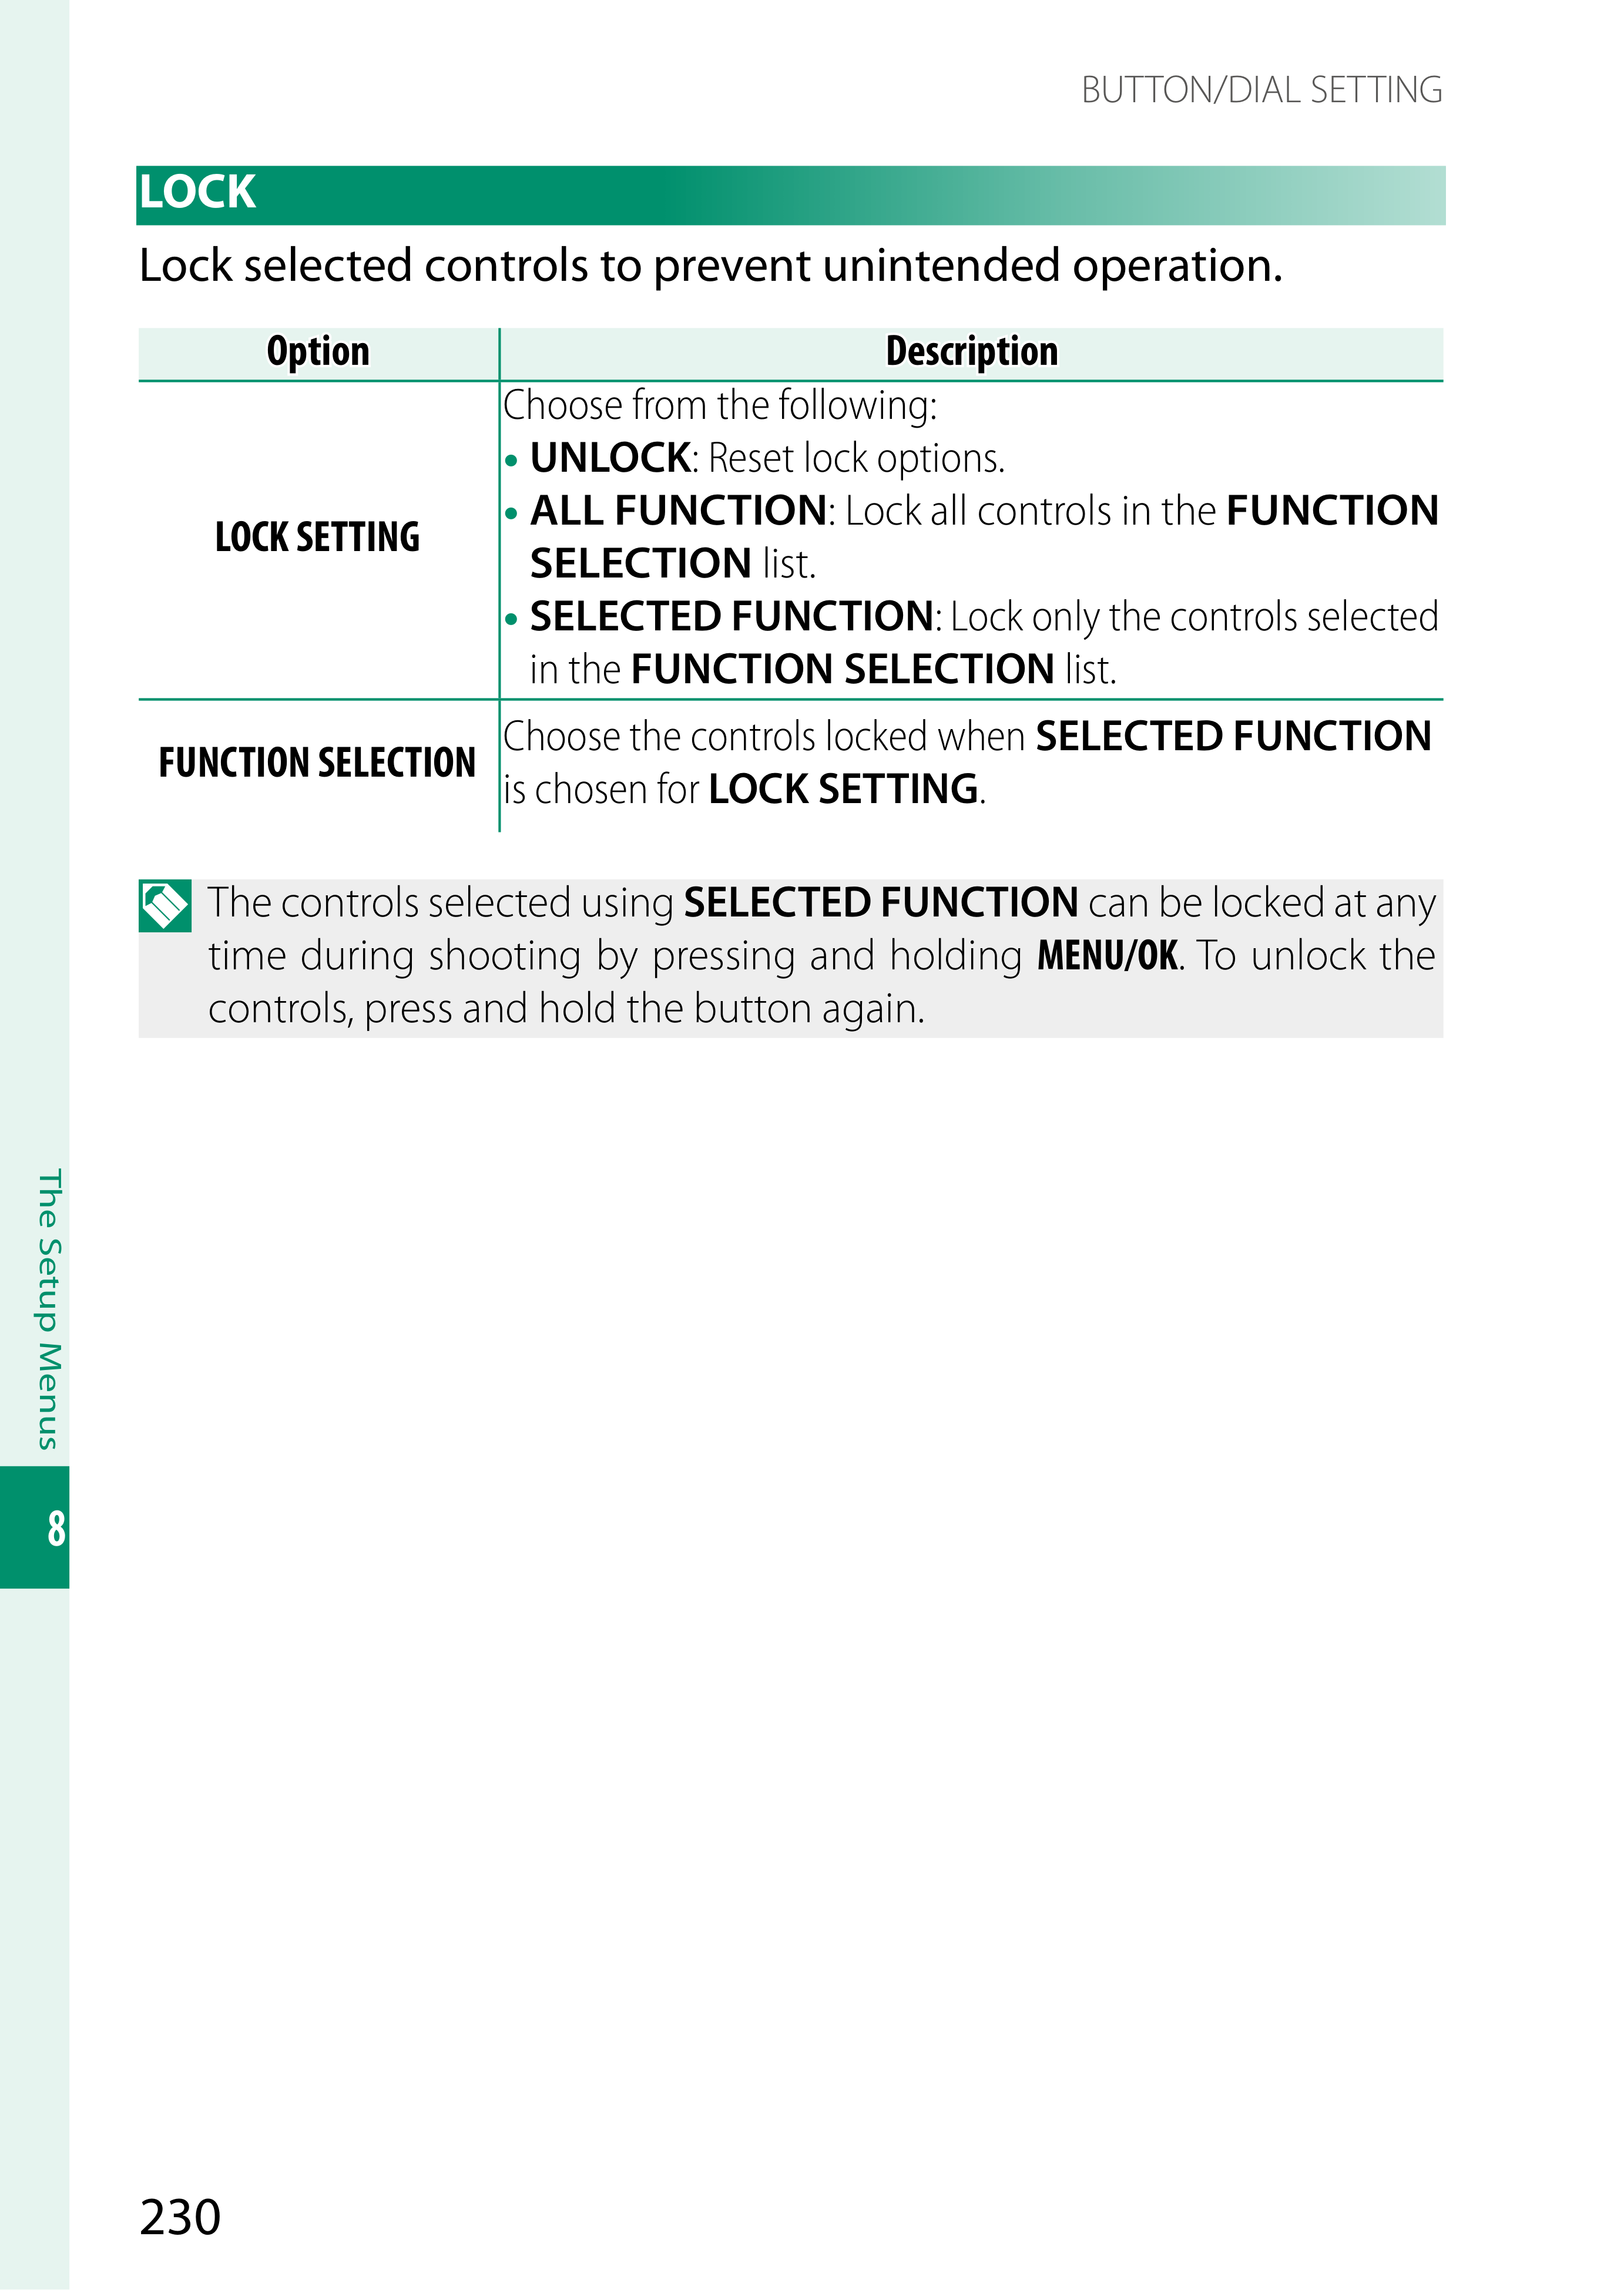 BUTTON/DIAL SETTING
LOCK
Lock selected controls to prevent unintended operation.
Option
Description
LOCK SETTING
Choose from the following:
• UNLOCK: Reset lock options.
• ALL FUNCTION: Lock all controls in the FUNCTION
SELECTION list.
• SELECTED FUNCTION: Lock only the controls selected
in the FUNCTION SELECTION list.
FUNCTION SELECTION
Choose the controls locked when SELECTED FUNCTION
is chosen for LOCK SETTING.
The controls selected using SELECTED FUNCTION can be locked at any
time during shooting by pressing and holding MENU/OK. To unlock the
controls, press and hold the button again.
The Setup Menus
8
230